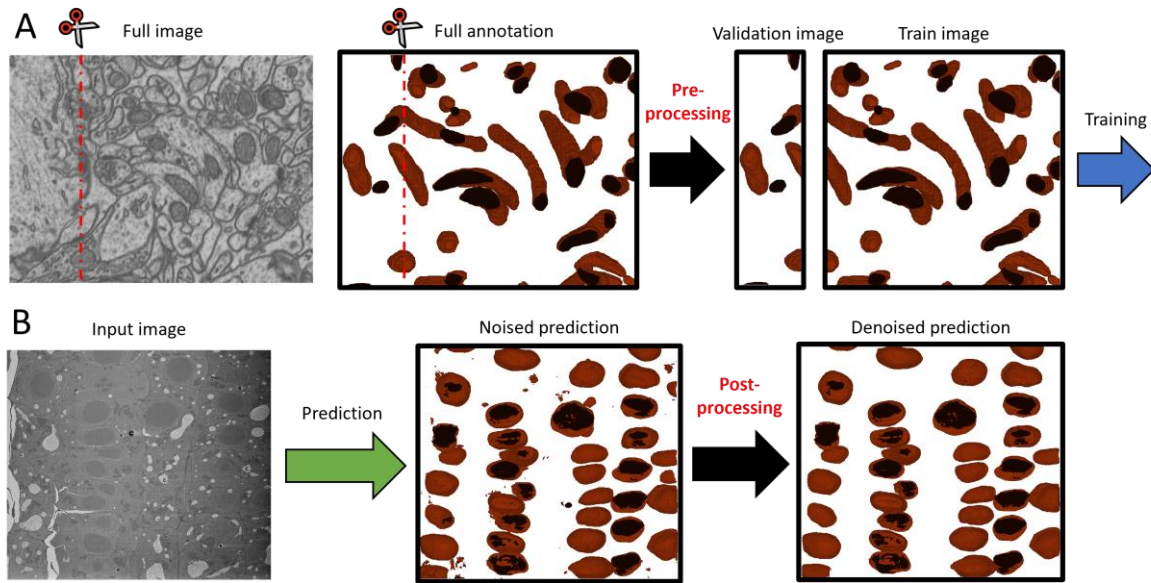 A
Full image
Full annotation
Validation image
Train image
Pre-
processing
Training
B
Input image
Noised prediction
Denoised prediction
Prediction
Post-
processing